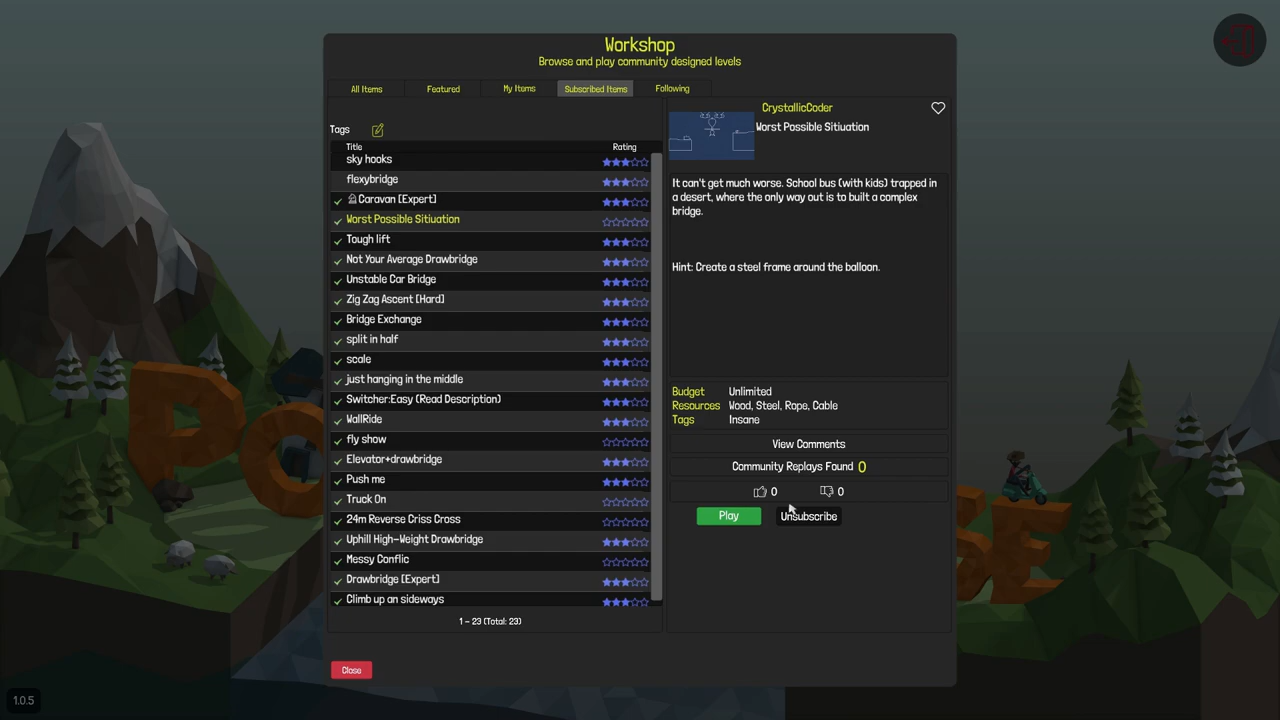 Workshop
Browse and play community designed levels
All Items
Featured
My Items
Subscribed Items
Following
Tags
Title
Rating
sky hooks
flexybridge
Caravan [Expert]
Worst Possible Sitiuation
Tough lift
Not Your Average Drawbridge
Unstable Car Bridge
Zig Zag Ascent [Hard]
Bridge Exchange
split in half
scale
just hanging in the middle
Switcher:Easy (Read Description)
WallRide
fly show
Elevator+drawbridge
Push me
Truck On
24m Reverse Criss Cross
Uphill High-Weight Drawbridge
Messy Conflic
Drawbridge [Expert]
Climb up an sideways
1 - 23 (Total: 23)
Close
CrystallicCoder
Worst Possible Sitiuation
It can't get much worse. School bus (with kids) trapped in
a desert, where the only way out is to built a complex
bridge.
Hint: Create a steel frame around the balloon.
Budget Unlimited
Resources Wood, Steel, Rope, Cable
Tags Insane
View Comments
Community Replays Found 0
0
0
Play
Unsubscribe
1.0.5